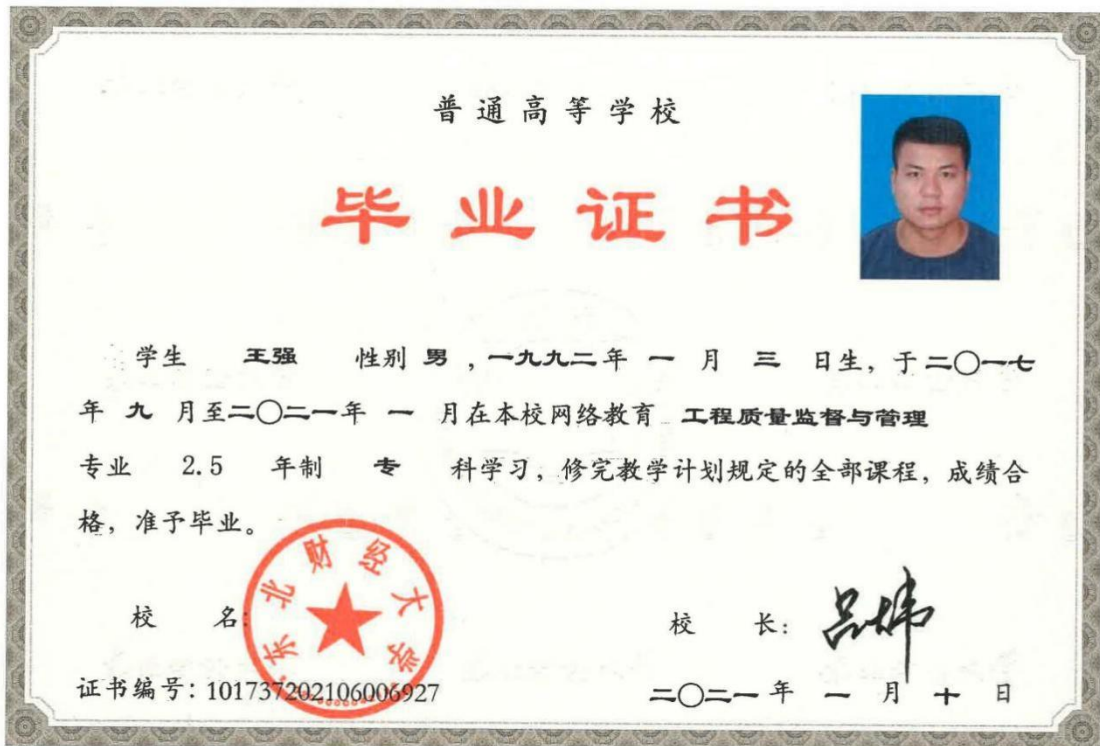 普通高等学校
毕业证书
学生 王强 性别 男 ，一九九二年 一 月 三 日生，于二〇一七
年 九 月至二〇二一年 一 月在本校网络教育 工程质量监督与管理
专业 2.5 年制 专 科学习，修完教学计划规定的全部课程，成绩合
格，准予毕业。
东北财经大学
校 名：
校 长： 吕炜
证书编号：101737202106006927
二〇二一年 一 月 十 日